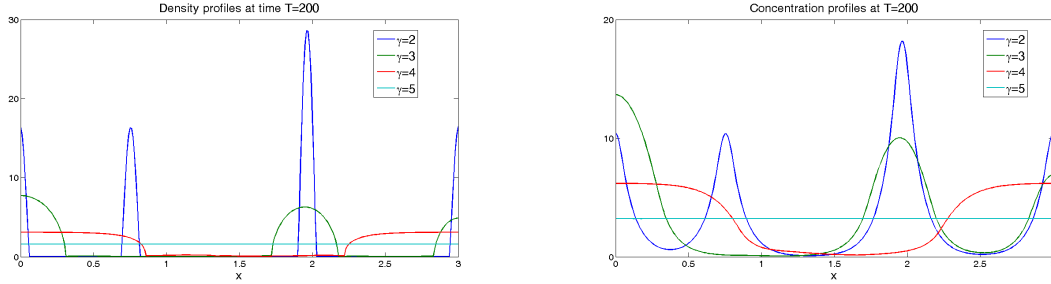 Density profiles at time T=200
30
20
10
0
0 0.5 1 1.5 2 2.5 3
x
γ=2
γ=3
γ=4
γ=5
Concentration profiles at T=200
20
10
0
0 0.5 1 1.5 2 2.5
x
γ=2
γ=3
γ=4
γ=5